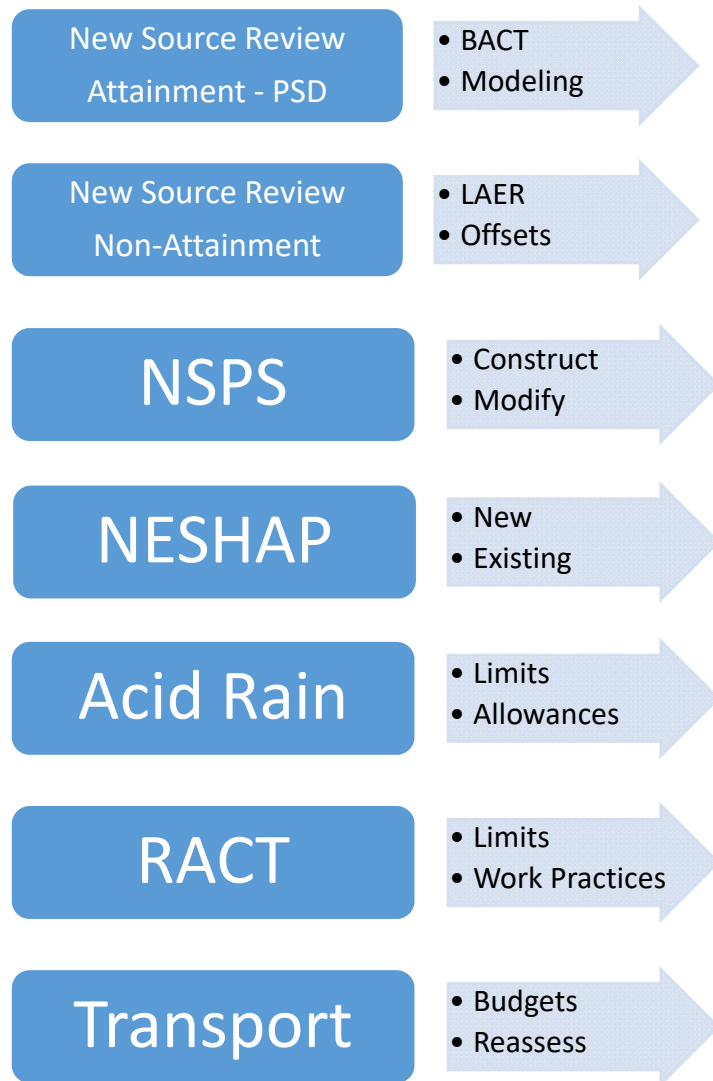 New Source Review
Attainment - PSD
• BACT
• Modeling
New Source Review
Non-Attainment
• LAER
• Offsets
NSPS
• Construct
• Modify
NESHAP
• New
• Existing
Acid Rain
• Limits
• Allowances
RACT
• Limits
• Work Practices
Transport
• Budgets
• Reassess